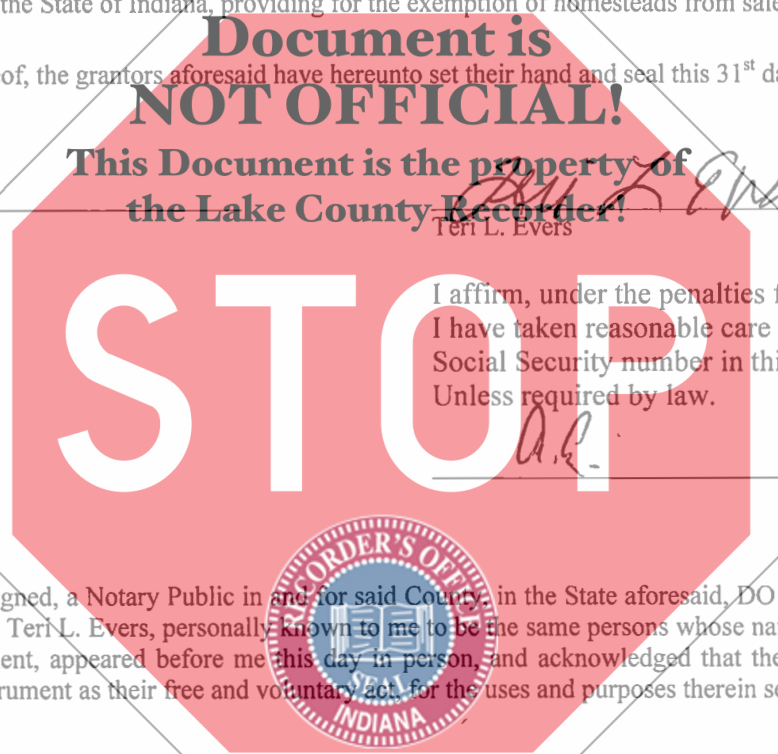 the State of Indiana, providing for the exemption of homesteads from sale
Document is
eof, the grantors aforesaid have hereunto set their hand and seal this 31st da
NOT OFFICIAL!
This Document is the property of
the Lake County Recorder!
Teri L. Evers
I affirm, under the penalties f
I have taken reasonable care
Social Security number in thi
Unless required by law.
STOP
A.E.
RECORDER'S OFFICE
SEAL
INDIANA
gned, a Notary Public in and for said County, in the State aforesaid, DO
Teri L. Evers, personally known to me to be the same persons whose na
ent, appeared before me this day in person, and acknowledged that the
rument as their free and voluntary act, for the uses and purposes therein se